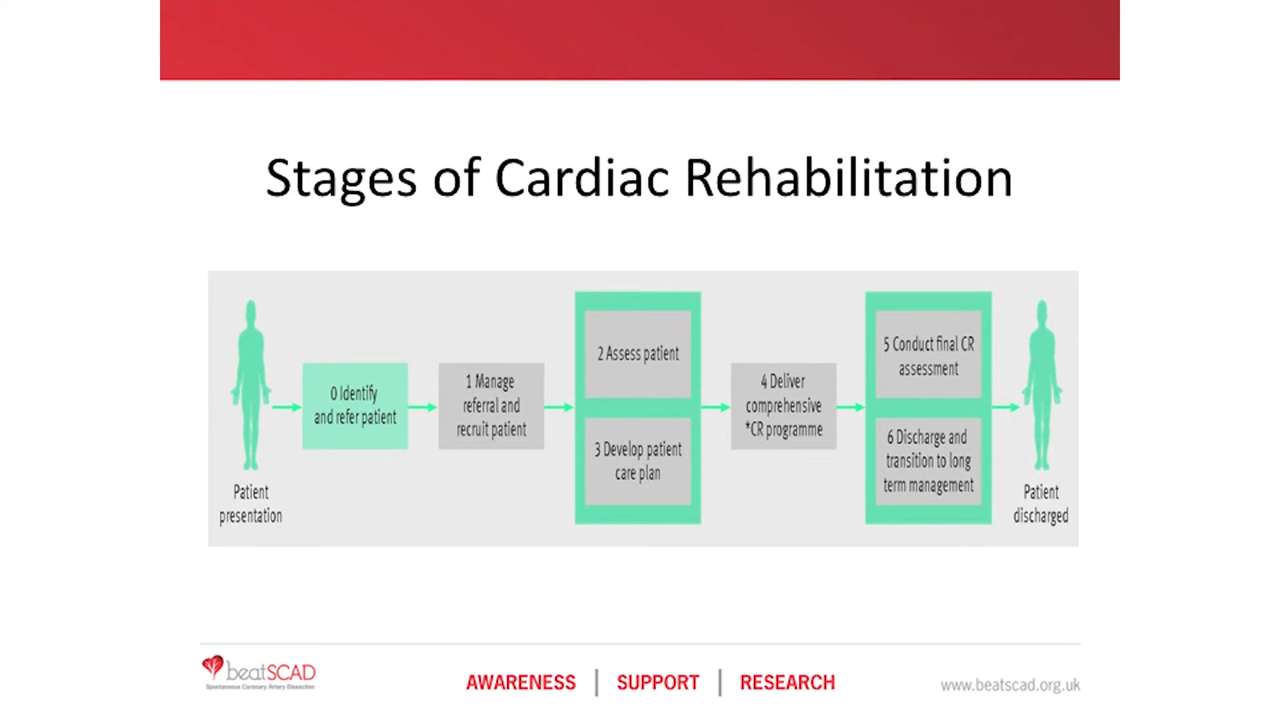 Stages of Cardiac Rehabilitation
Patient
presentation
0 Identify
and refer patient
1 Manage
referral and
recruit patient
2 Assess patient
3 Develop patient
care plan
4 Deliver
comprehensive
*CR programme
5 Conduct final CR
assessment
6 Discharge and
transition to long
term management
Patient
discharged
beatSCAD
Spontaneous Coronary Artery Dissection
AWARENESS | SUPPORT | RESEARCH
www.beatscad.org.uk